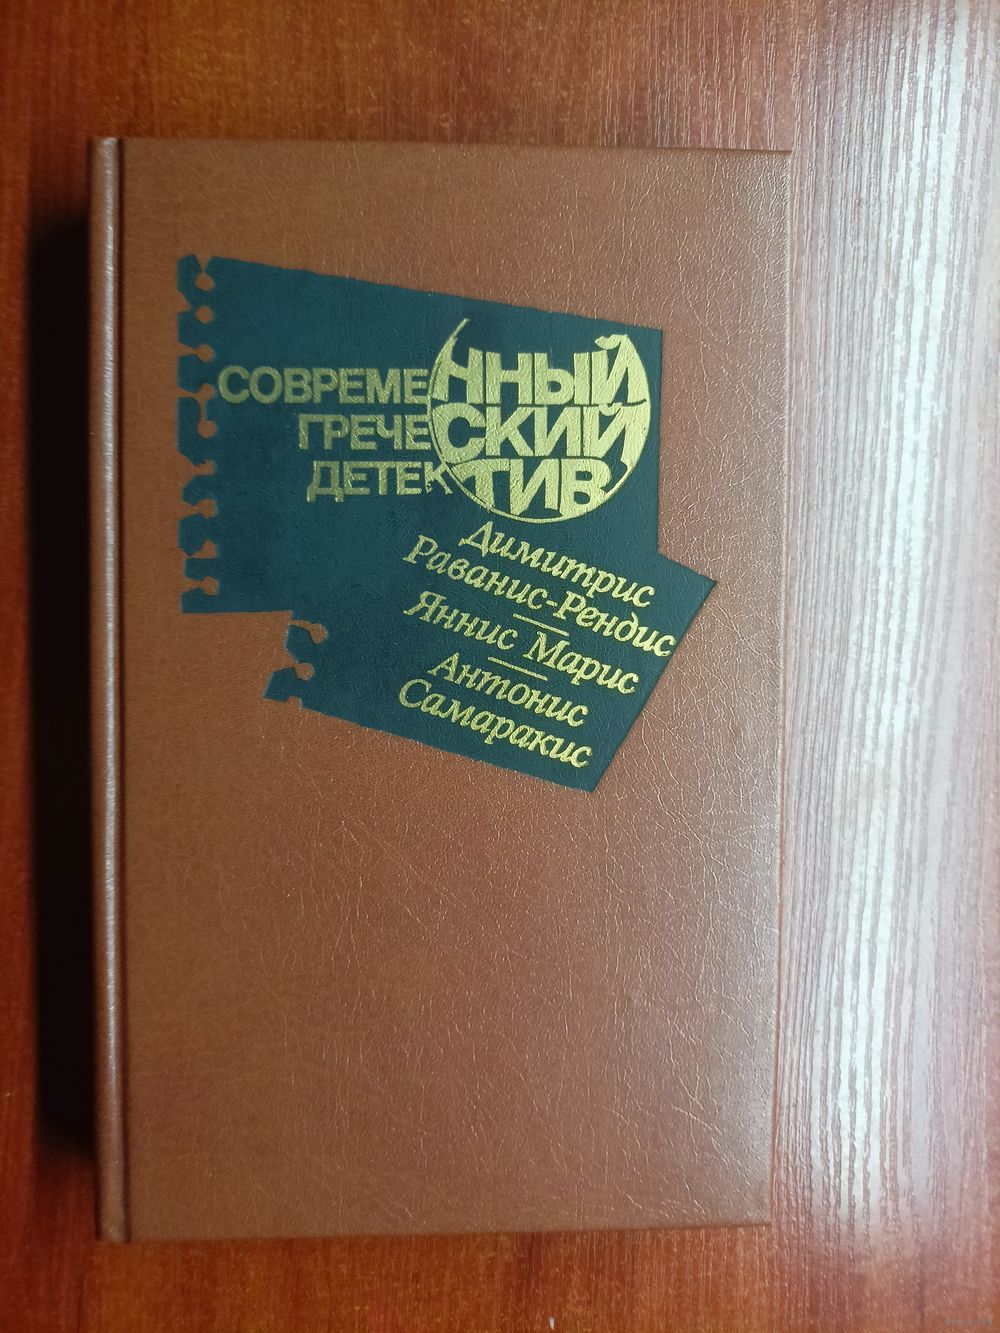 СОВРЕМЕННЫЙ
ГРЕЧЕСКИЙ
ДЕТЕКТИВ
Димитрис
Раванис-Рендис
Яннис Марис
Антонис
Самаракис